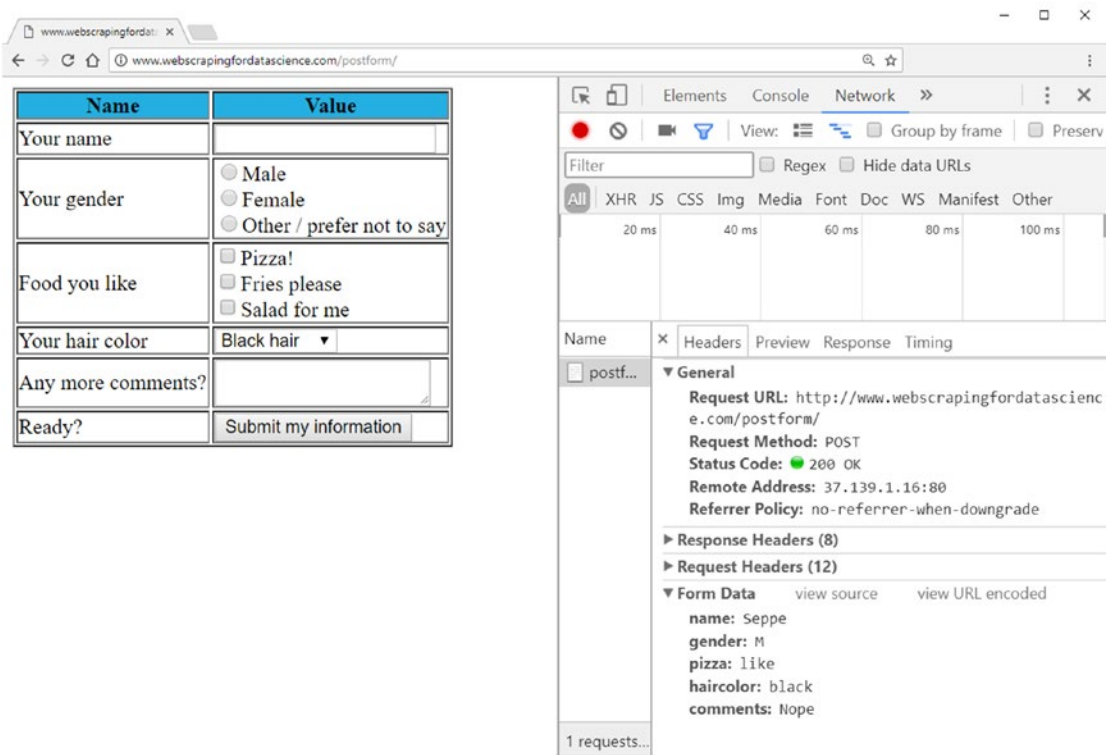 www.webscrapingfordat
www.webscrapingfordatascience.com/postform/
Name Value
Your name
Your gender
Male
Female
Other / prefer not to say
Food you like
Pizza!
Fries please
Salad for me
Your hair color Black hair
Any more comments?
Ready? Submit my information
Elements Console Network »
View: Group by frame Preserv
Filter Regex Hide data URLs
All XHR JS CSS Img Media Font Doc WS Manifest Other
20 ms 40 ms 60 ms 80 ms 100 ms
Name
postf...
1 requests...
× Headers Preview Response Timing
General
Request URL: http://www.webscrapingfordatascienc
e.com/postform/
Request Method: POST
Status Code: 200 OK
Remote Address: 37.139.1.16:80
Referrer Policy: no-referrer-when-downgrade
Response Headers (8)
Request Headers (12)
Form Data view source view URL encoded
name: Seppe
gender: M
pizza: like
haircolor: black
comments: Nope